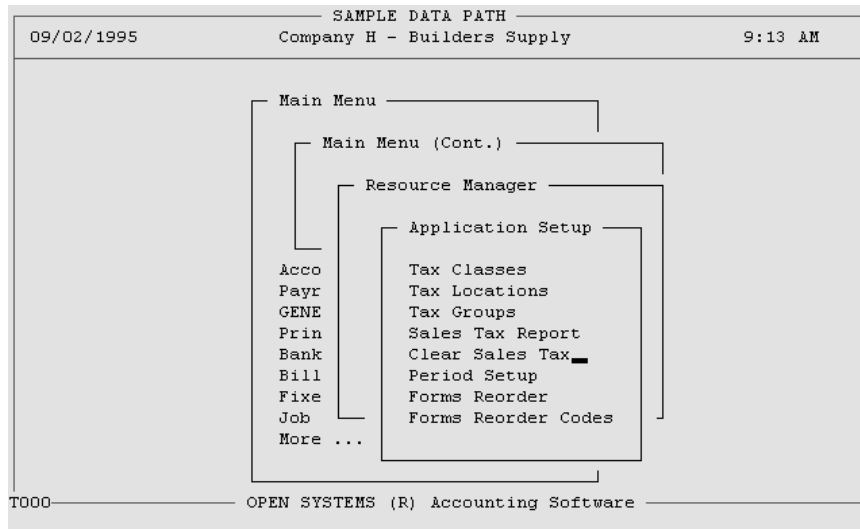 SAMPLE DATA PATH
09/02/1995 Company H - Builders Supply 9:13 AM
Main Menu
Main Menu (Cont.)
Resource Manager
Application Setup
Acco Tax Classes
Payr Tax Locations
GENE Tax Groups
Prin Sales Tax Report
Bank Clear Sales Tax
Bill Period Setup
Fixe Forms Reorder
Job Forms Reorder Codes
More ...
T000 OPEN SYSTEMS (R) Accounting Software